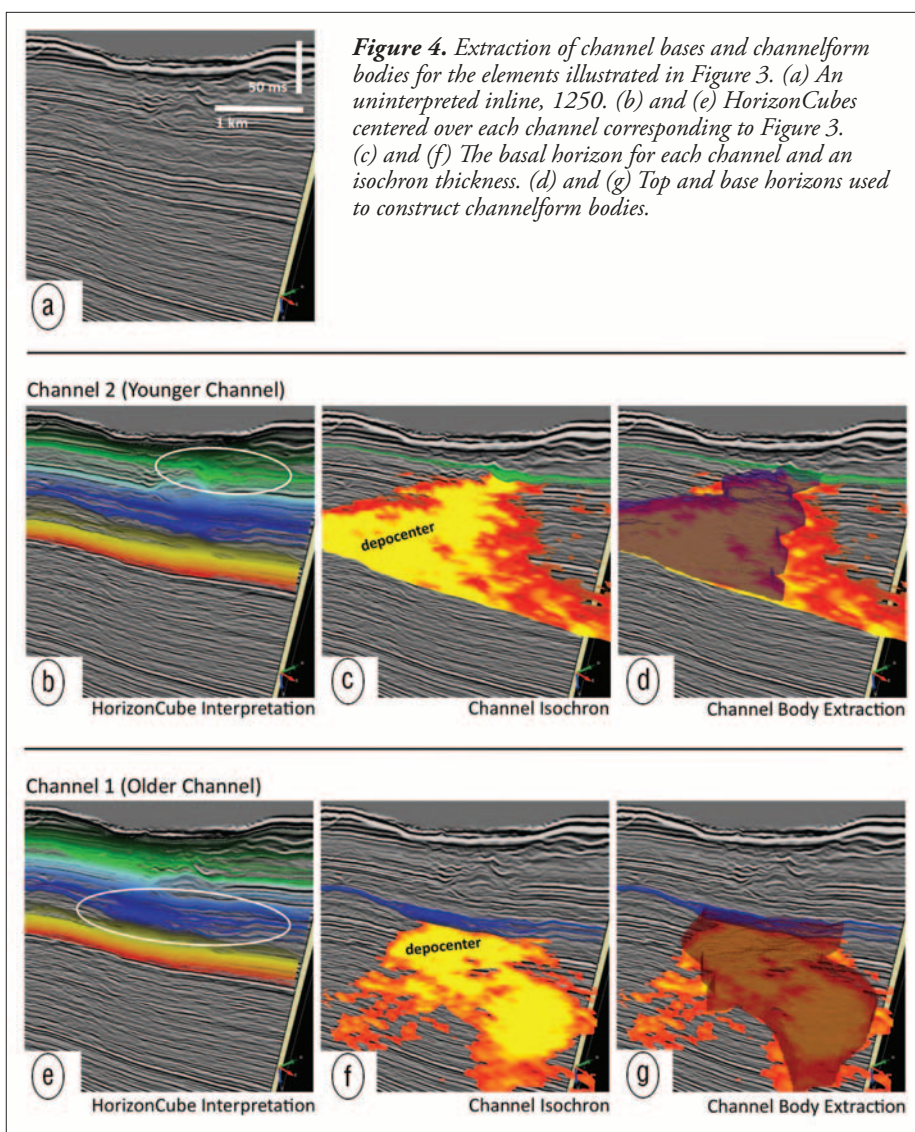 Figure 4. Extraction of channel bases and channelform
bodies for the elements illustrated in Figure 3. (a) An
uninterpreted inline, 1250. (b) and (e) HorizonCubes
centered over each channel corresponding to Figure 3.
(c) and (f) The basal horizon for each channel and an
isochron thickness. (d) and (g) Top and base horizons used
to construct channelform bodies.
50 ms
1 km
a
Channel 2 (Younger Channel)
depocenter
b
c
d
HorizonCube Interpretation
Channel Isochron
Channel Body Extraction
Channel 1 (Older Channel)
depocenter
e
f
g
HorizonCube Interpretation
Channel Isochron
Channel Body Extraction